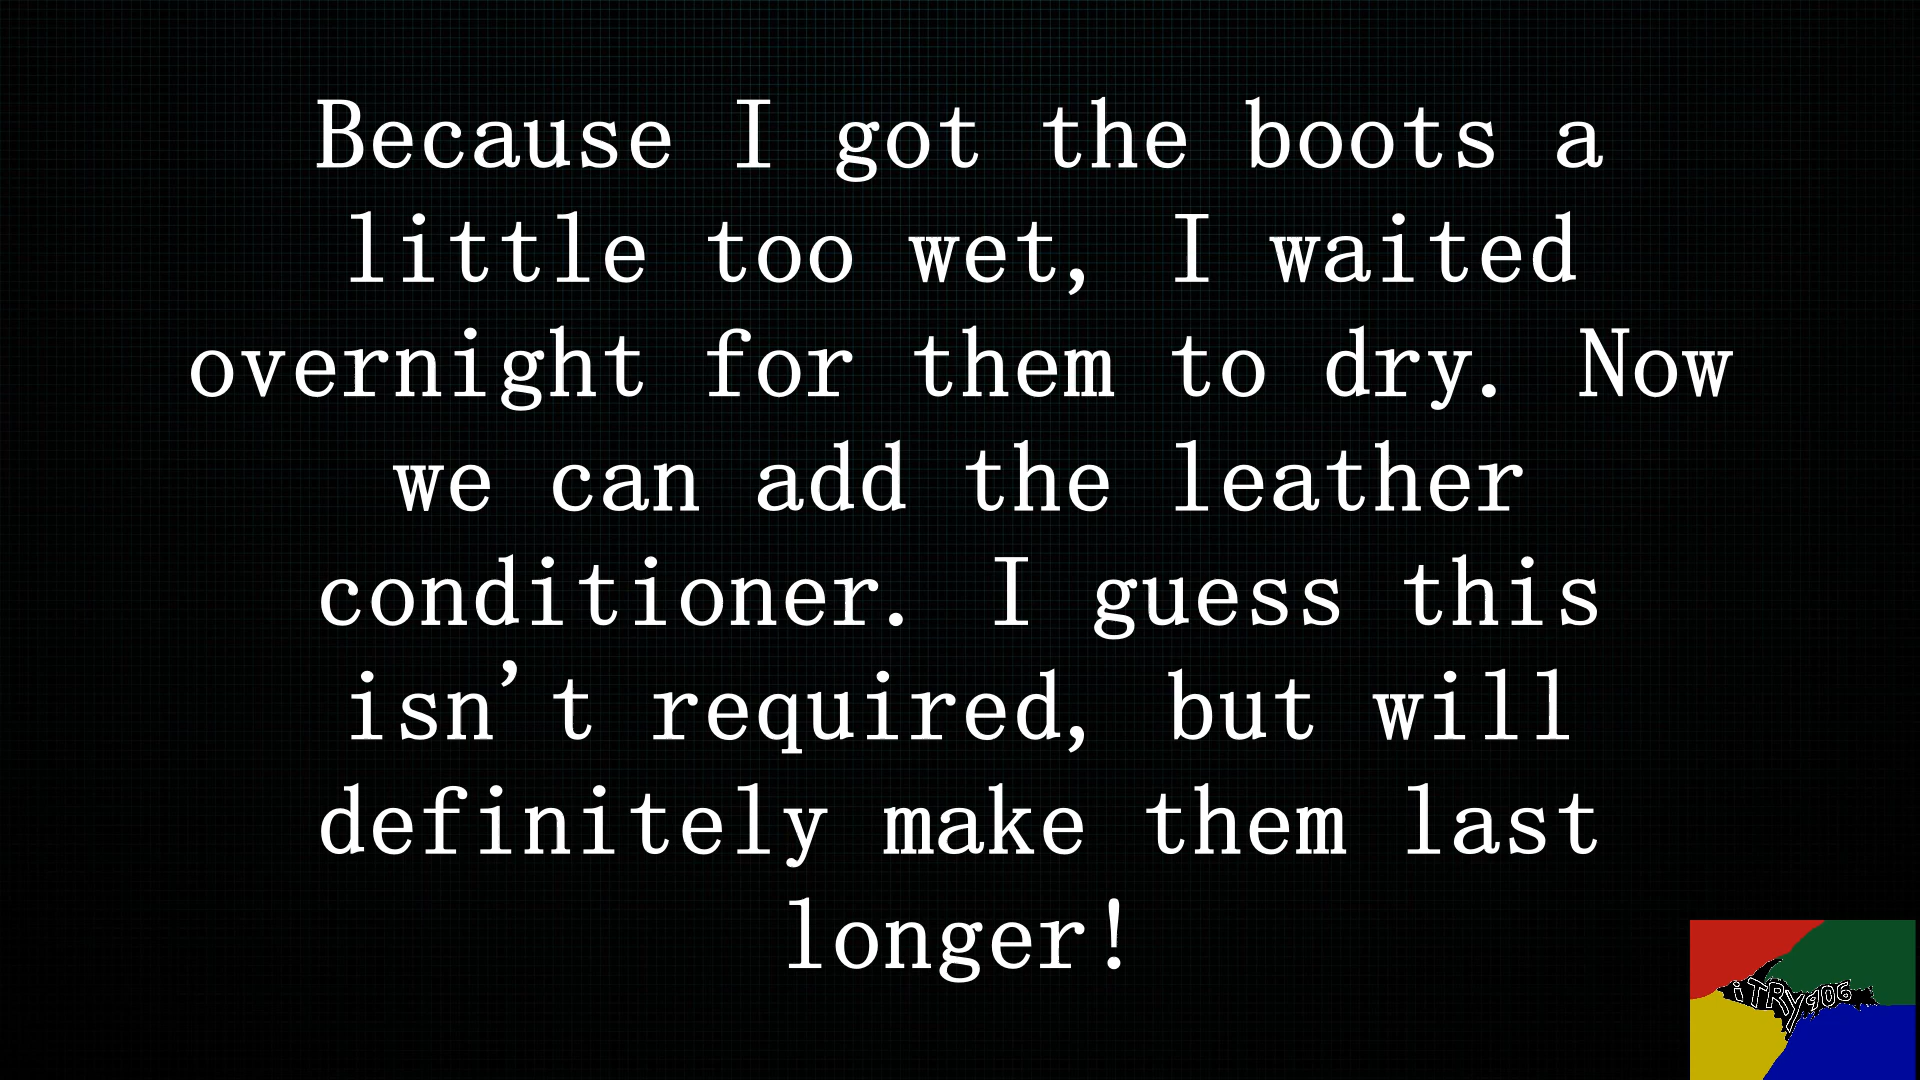 Because I got the boots a
little too wet, I waited
overnight for them to dry. Now
we can add the leather
conditioner. I guess this
isn't required, but will
definitely make them last
longer!
iTRY906